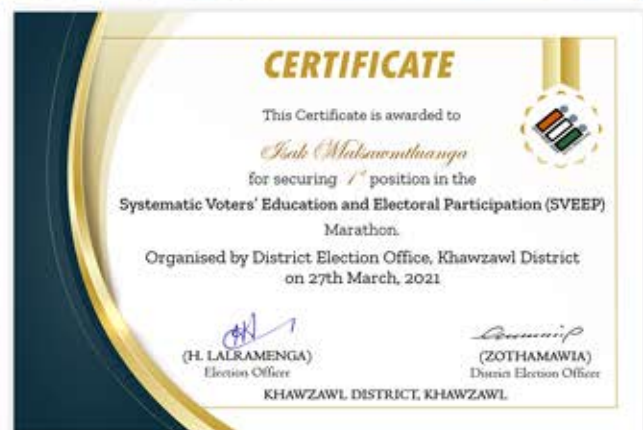 CERTIFICATE
This Certificate is awarded to
Isak Malsawmtluanga
for securing 1st position in the
Systematic Voters' Education and Electoral Participation (SVEEP)
Marathon.
Organised by District Election Office, Khawzawl District
on 27th March, 2021
(H. LALRAMENGA)
Election Officer
(ZOTHAMAWIA)
District Election Officer
KHAWZAWL DISTRICT, KHAWZAWL